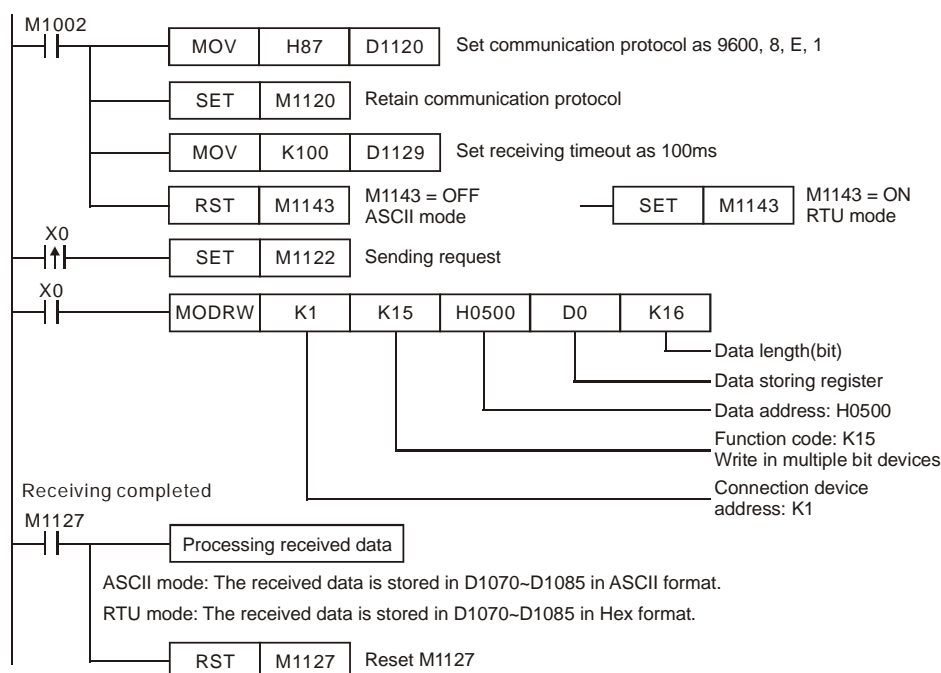 M1002
MOV H87 D1120 Set communication protocol as 9600, 8, E, 1
SET M1120 Retain communication protocol
MOV K100 D1129 Set receiving timeout as 100ms
RST M1143 M1143 = OFF
ASCII mode
SET M1143 M1143 = ON
RTU mode
X0
SET M1122 Sending request
X0
MODRW K1 K15 H0500 D0 K16
Data length(bit)
Data storing register
Data address: H0500
Function code: K15
Write in multiple bit devices
Connection device
address: K1
Receiving completed
M1127
Processing received data
ASCII mode: The received data is stored in D1070~D1085 in ASCII format.
RTU mode: The received data is stored in D1070~D1085 in Hex format.
RST M1127 Reset M1127